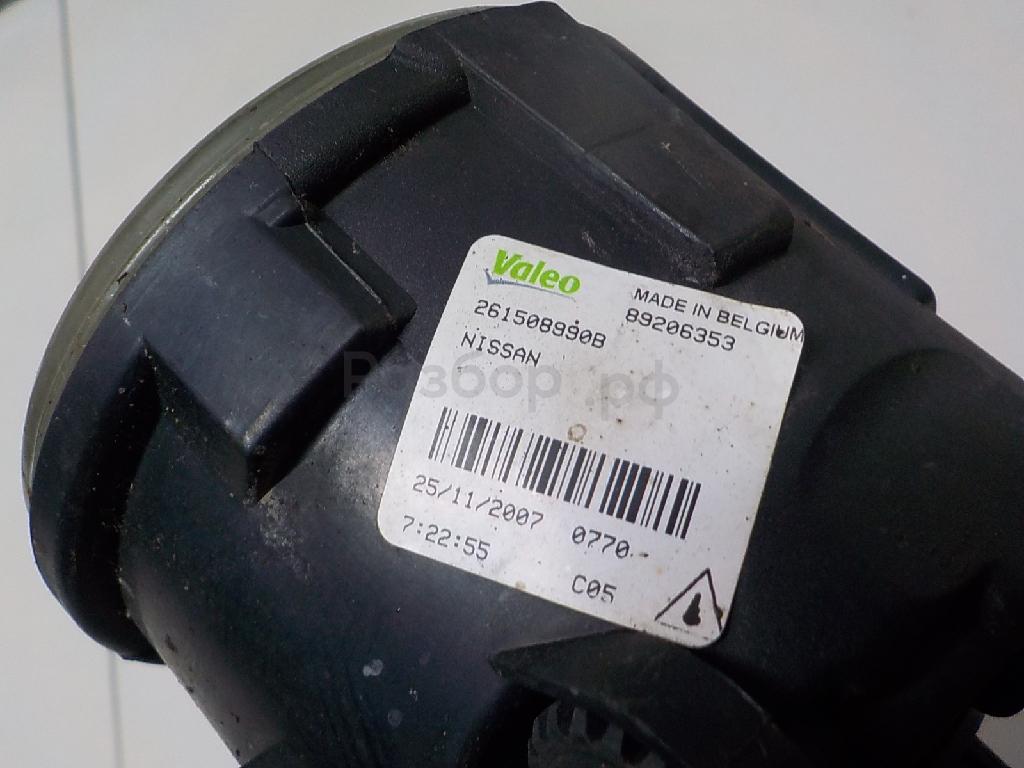 Valeo
MADE IN BELGIUM
261508990B
89206353
NISSAN
Разбор.рф
25/11/2007 0770
7:22:55
C05